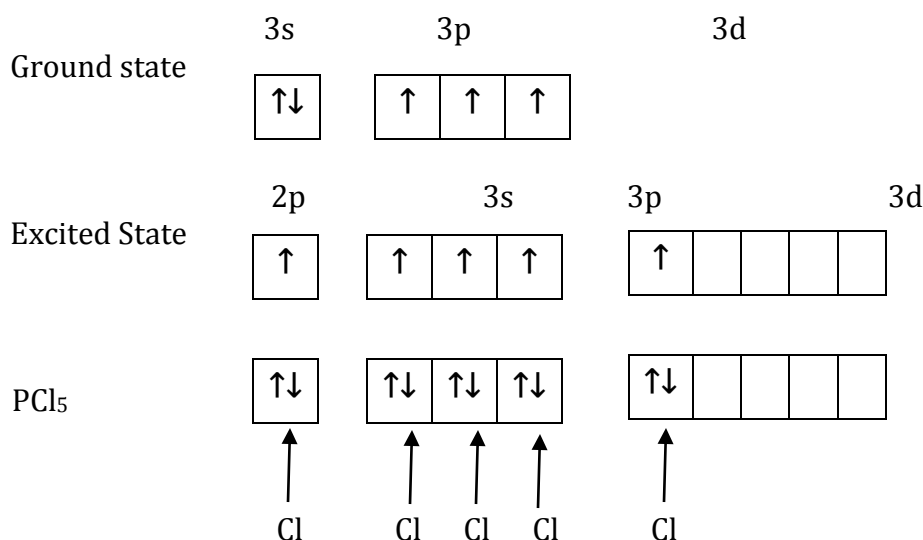 3s 3p 3d
Ground state
↑↓ ↑ ↑ ↑
2p 3s 3p 3d
Excited State
↑ ↑ ↑ ↑ ↑
PCl₅
↑↓ ↑↓ ↑↓ ↑↓ ↑↓
Cl Cl Cl Cl Cl